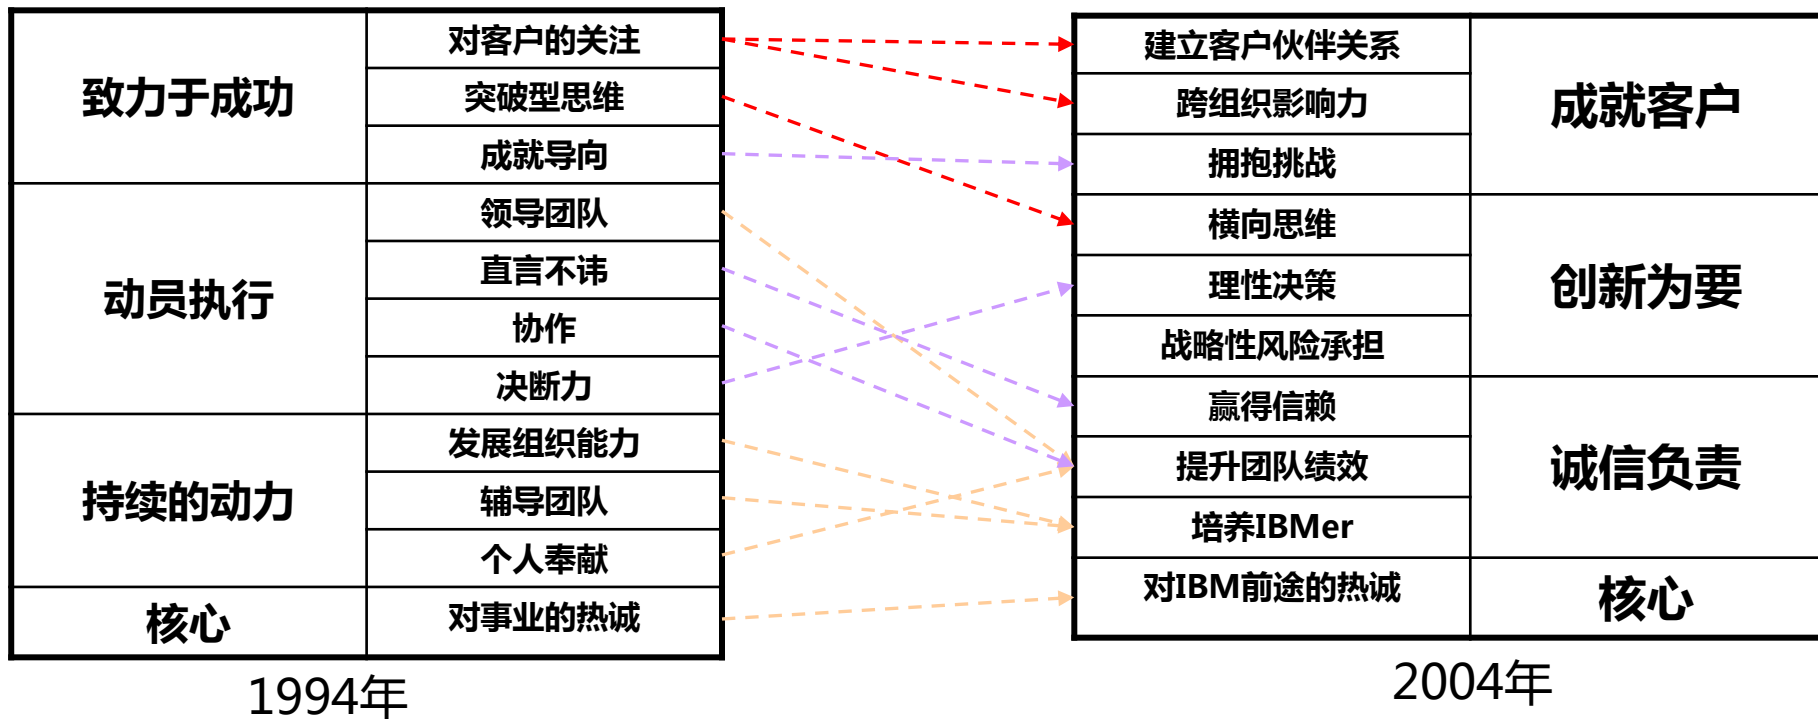 致力于成功
对客户的关注
突破型思维
成就导向
动员执行
领导团队
直言不讳
协作
决断力
持续的动力
发展组织能力
辅导团队
个人奉献
核心
对事业的热诚
1994年
建立客户伙伴关系
跨组织影响力
拥抱挑战
成就客户
横向思维
理性决策
战略性风险承担
创新为要
赢得信赖
提升团队绩效
培养IBMer
诚信负责
对IBM前途的热诚
核心
2004年